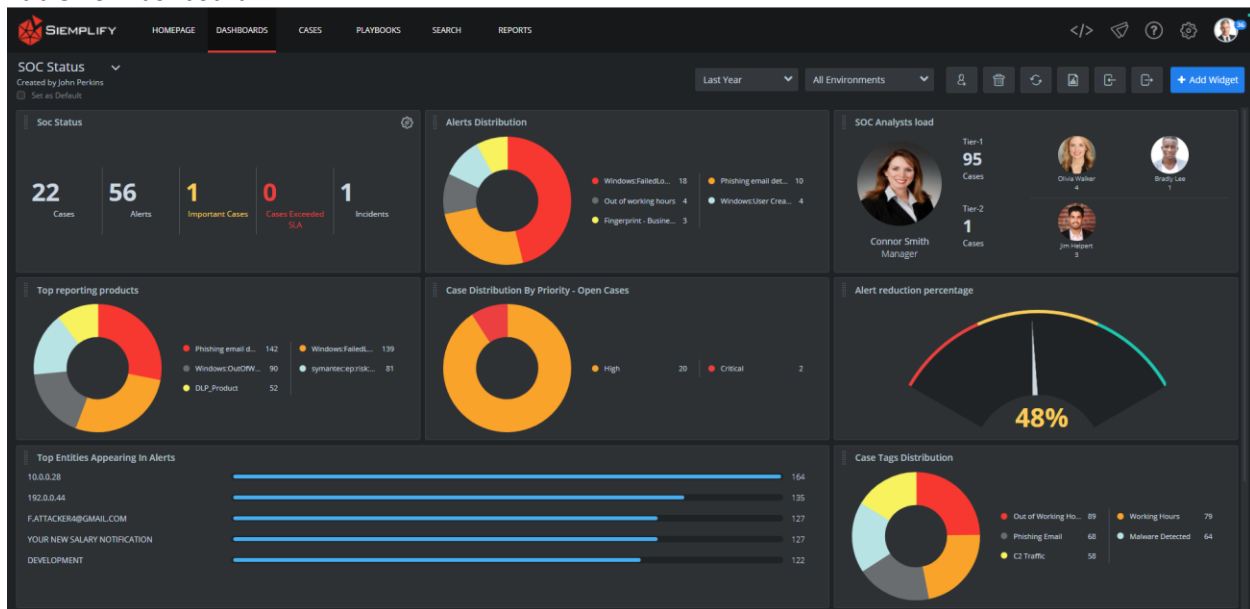 SIEMPLIFY HOMEPAGE DASHBOARDS CASES PLAYBOOKS SEARCH REPORTS </>
SOC Status
Created by John Perkins
Set as Default
Last Year
All Environments
+ Add Widget
Soc Status
22
Cases
56
Alerts
1
Important Cases
0
Cases Exceeded
SLA
1
Incidents
Alerts Distribution
Windows:FailedLo... 18
Phishing email det... 10
Out of working hours 4
Windows:User Crea... 4
Fingerprint - Busine... 3
SOC Analysts load
Connor Smith
Manager
Tier-1
95
Cases
Olivia Walker
4
Brady Lee
1
Tier-2
1
Cases
Jim Helpert
3
Top reporting products
Phishing email d... 142
Windows:FailedL... 139
Windows:OutOfW... 90
symantec:ep:risk:... 81
DLP_Product 52
Case Distribution By Priority - Open Cases
High 20
Critical 2
Alert reduction percentage
48%
Top Entities Appearing In Alerts
10.0.0.28 164
192.0.0.44 135
F.ATTACKER4@GMAIL.COM 127
YOUR NEW SALARY NOTIFICATION 127
DEVELOPMENT 122
Case Tags Distribution
Out of Working Ho... 89
Working Hours 79
Phishing Email 68
Malware Detected 64
C2 Traffic 58